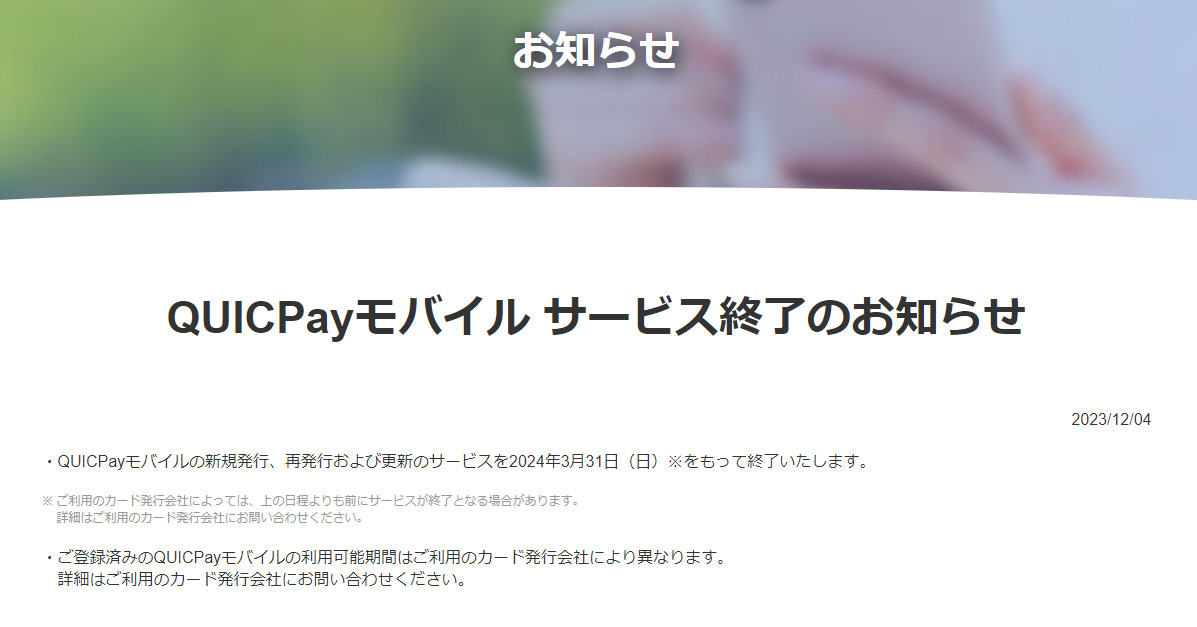 お知らせ
QUICPayモバイル サービス終了のお知らせ
2023/12/04
・QUICPayモバイルの新規発行、再発行および更新のサービスを2024年3月31日（日）※をもって終了いたします。
※ ご利用のカード発行会社によっては、上の日程よりも前にサービスが終了となる場合があります。
詳細はご利用のカード発行会社にお問い合わせください。
・ご登録済みのQUICPayモバイルの利用可能期間はご利用のカード発行会社により異なります。
詳細はご利用のカード発行会社にお問い合わせください。